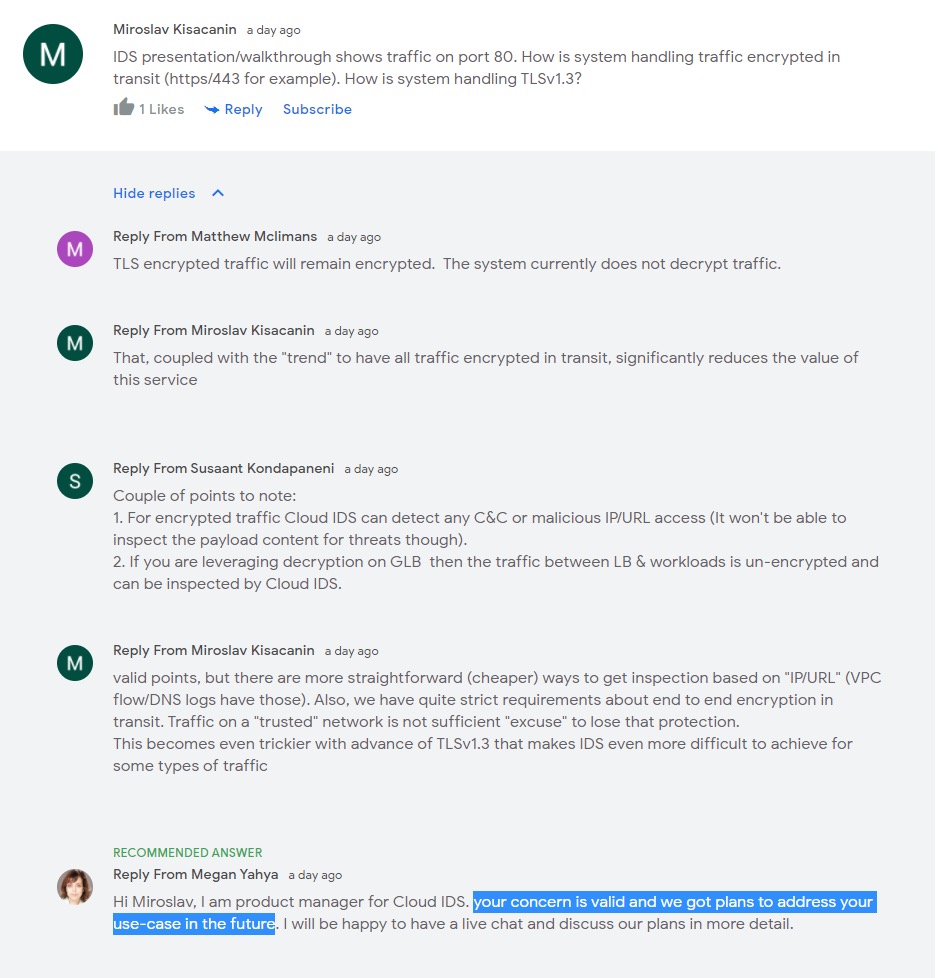 M
Miroslav Kisacanin a day ago
IDS presentation/walkthrough shows traffic on port 80. How is system handling traffic encrypted in
transit (https/443 for example). How is system handling TLSv1.3?
1 Likes Reply Subscribe
Hide replies
M
Reply From Matthew Mclimans a day ago
TLS encrypted traffic will remain encrypted.  The system currently does not decrypt traffic.
M
Reply From Miroslav Kisacanin a day ago
That, coupled with the "trend" to have all traffic encrypted in transit, significantly reduces the value of
this service
S
Reply From Susaant Kondapaneni a day ago
Couple of points to note:
1. For encrypted traffic Cloud IDS can detect any C&C or malicious IP/URL access (It won't be able to
inspect the payload content for threats though).
2. If you are leveraging decryption on GLB  then the traffic between LB & workloads is un-encrypted and
can be inspected by Cloud IDS.
M
Reply From Miroslav Kisacanin a day ago
valid points, but there are more straightforward (cheaper) ways to get inspection based on "IP/URL" (VPC
flow/DNS logs have those). Also, we have quite strict requirements about end to end encryption in
transit. Traffic on a "trusted" network is not sufficient "excuse" to lose that protection.
This becomes even trickier with advance of TLSv1.3 that makes IDS even more difficult to achieve for
some types of traffic
RECOMMENDED ANSWER
Reply From Megan Yahya a day ago
Hi Miroslav, I am product manager for Cloud IDS. your concern is valid and we got plans to address your
use-case in the future. I will be happy to have a live chat and discuss our plans in more detail.